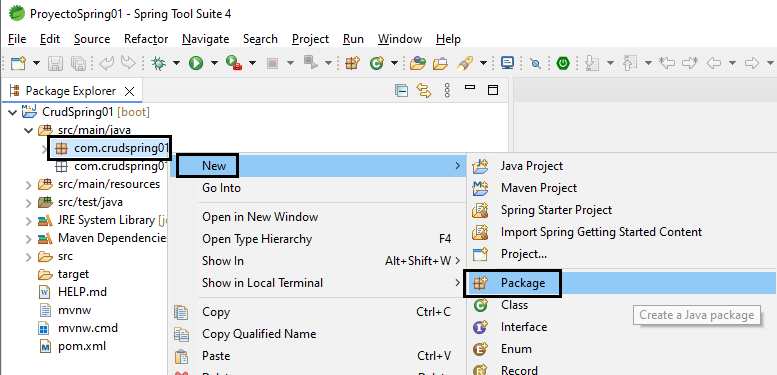 ProyectoSpring01 - Spring Tool Suite 4
File Edit Source Refactor Navigate Search Project Run Window Help
Package Explorer
CrudSpring01 [boot]
src/main/java
com.crudspring01
com.crudspring01
src/main/resources
src/test/java
JRE System Library [
Maven Dependencies
src
target
HELP.md
mvnw
mvnw.cmd
pom.xml
New
Go Into
Open in New Window
Open Type Hierarchy F4
Show In Alt+Shift+W
Show in Local Terminal
Copy Ctrl+C
Copy Qualified Name
Paste Ctrl+V
Java Project
Maven Project
Spring Starter Project
Import Spring Getting Started Content
Project...
Package
Class
Interface
Enum
Record
Create a Java package